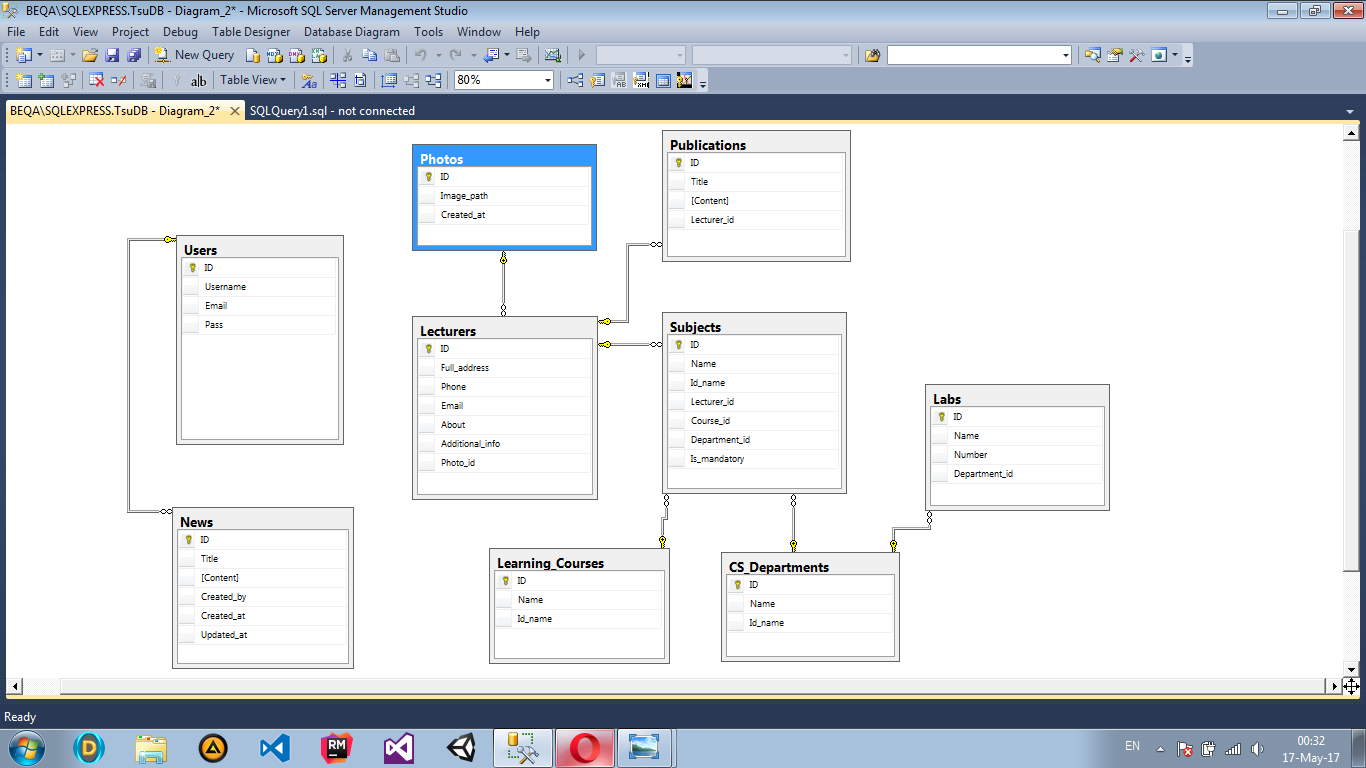 BEQA\SQLEXPRESS.TsuDB - Diagram_2* - Microsoft SQL Server Management Studio
File Edit View Project Debug Table Designer Database Diagram Tools Window Help
New Query
Table View 80%
BEQA\SQLEXPRESS.TsuDB - Diagram_2* SQLQuery1.sql - not connected
Photos
ID
Image_path
Created_at
Publications
ID
Title
[Content]
Lecturer_id
Users
ID
Username
Email
Pass
Lecturers
ID
Full_address
Phone
Email
About
Additional_info
Photo_id
Subjects
ID
Name
Id_name
Lecturer_id
Course_id
Department_id
Is_mandatory
Labs
ID
Name
Number
Department_id
News
ID
Title
[Content]
Created_by
Created_at
Updated_at
Learning_Courses
ID
Name
Id_name
CS_Departments
ID
Name
Id_name
Ready
EN
00:32
17-May-17